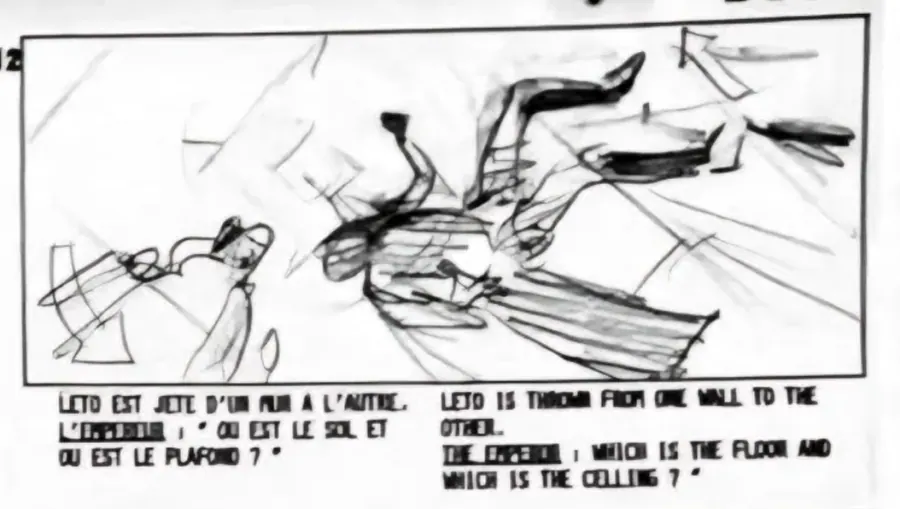 12
LETO EST JETE D'UN MUR A L'AUTRE.
L'EMPEREUR : " OU EST LE SOL ET
OU EST LE PLAFOND ? "
LETO IS THROWN FROM ONE WALL TO THE
OTHER.
THE EMPEROR : WHICH IS THE FLOOR AND
WHICH IS THE CEILING ? "